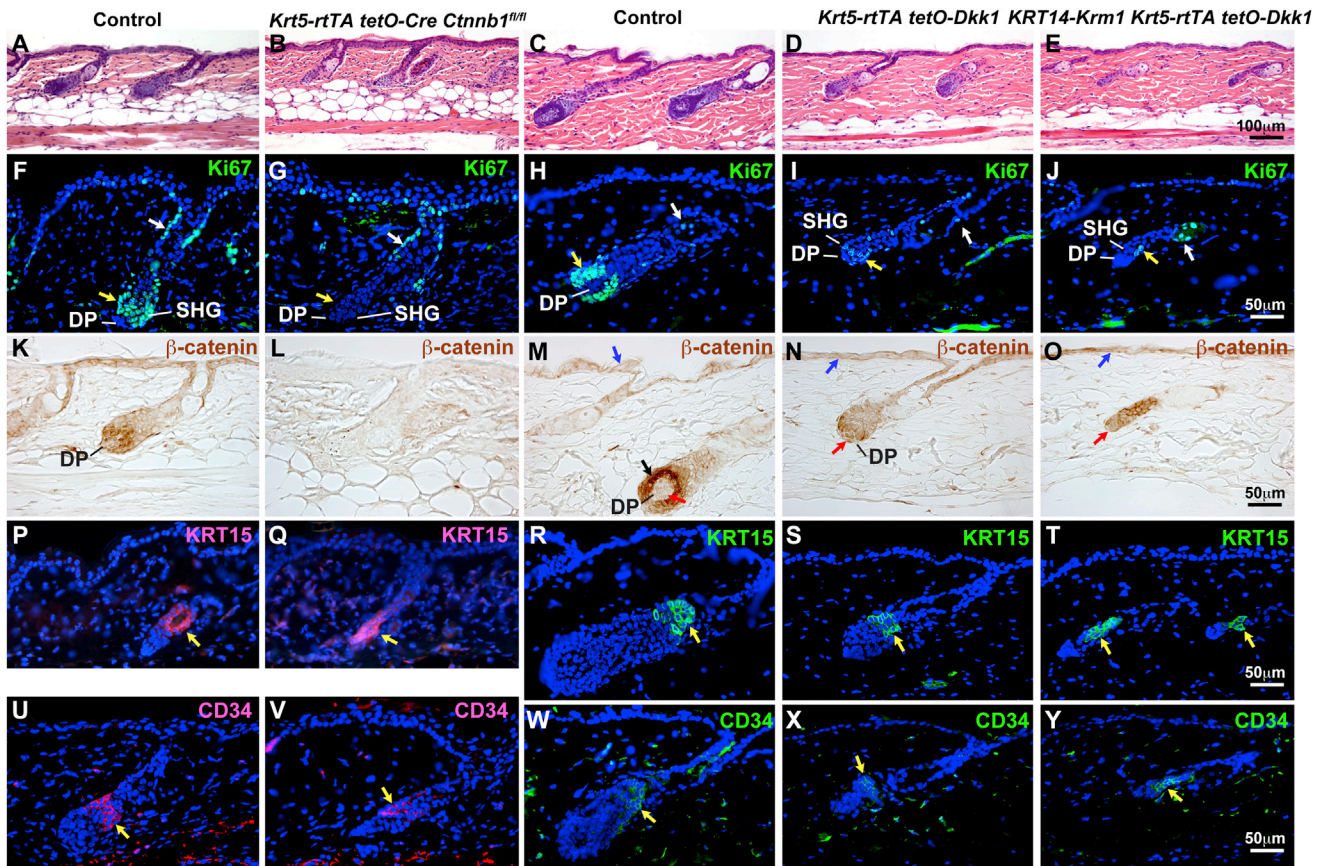 Control Krt5-rtTA tetO-Cre Ctnnb1fl/fl Control Krt5-rtTA tetO-Dkk1 KRT14-Krm1 Krt5-rtTA tetO-Dkk1
A B C D E
100μm
F Ki67 G Ki67 H Ki67 I Ki67 J Ki67
SHG SHG
DP DP
DP SHG DP SHG DP
50μm
K β-catenin L β-catenin M β-catenin N β-catenin O β-catenin
DP DP DP
50μm
P KRT15 Q KRT15 R KRT15 S KRT15 T KRT15
50μm
U CD34 V CD34 W CD34 X CD34 Y CD34
50μm